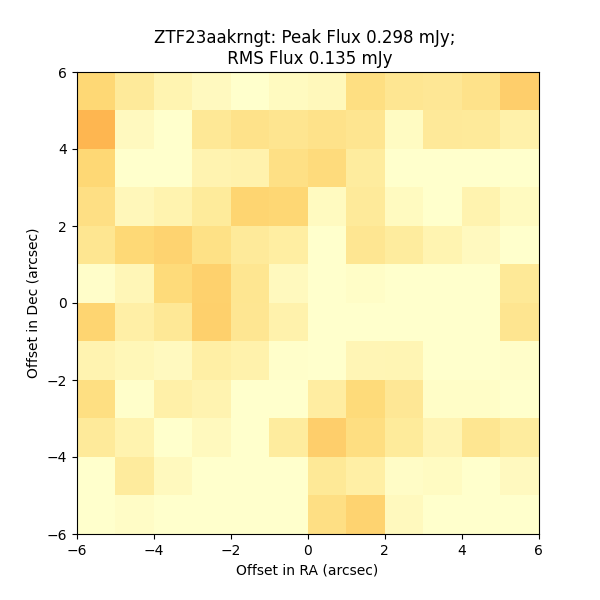 ZTF23aakrngt: Peak Flux 0.298 mJy;
RMS Flux 0.135 mJy
6
4
2
0
−2
−4
−6
Offset in Dec (arcsec)
−6 −4 −2 0 2 4 6
Offset in RA (arcsec)